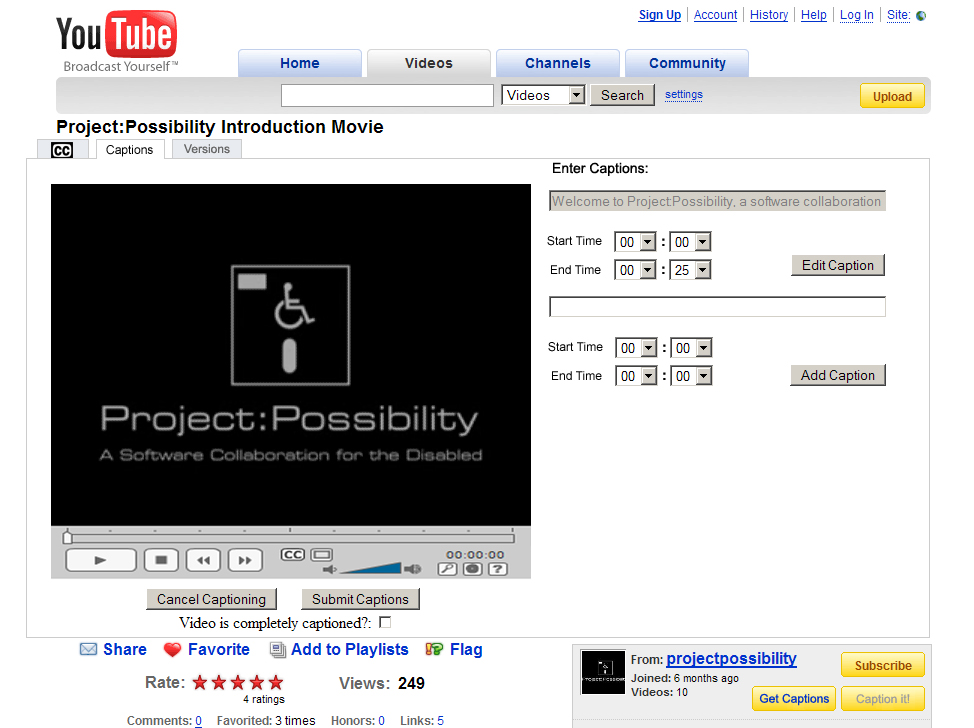 You Tube
Broadcast Yourself™
Sign Up Account History Help Log In Site:
Home Videos Channels Community
Videos Search settings Upload
Project:Possibility Introduction Movie
CC Captions Versions
Enter Captions:
Welcome to Project:Possibility, a software collaboration
Start Time 00 : 00
End Time 00 : 25 Edit Caption
Start Time 00 : 00
End Time 00 : 00 Add Caption
Project:Possibility
A Software Collaboration for the Disabled
CC 00:00:00
?
Cancel Captioning Submit Captions
Video is completely captioned?:
Share Favorite Add to Playlists Flag
Rate: 4 ratings Views: 249
Comments: 0 Favorited: 3 times Honors: 0 Links: 5
Project:Possibility
From: projectpossibility
Joined: 6 months ago
Videos: 10
Subscribe
Get Captions Caption it!